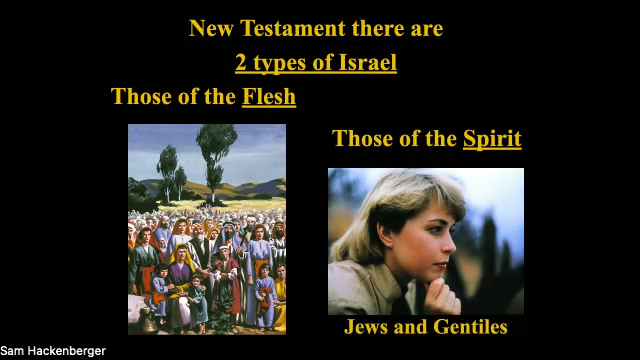 New Testament there are
2 types of Israel
Those of the Flesh
Those of the Spirit
Jews and Gentiles
Sam Hackenberger